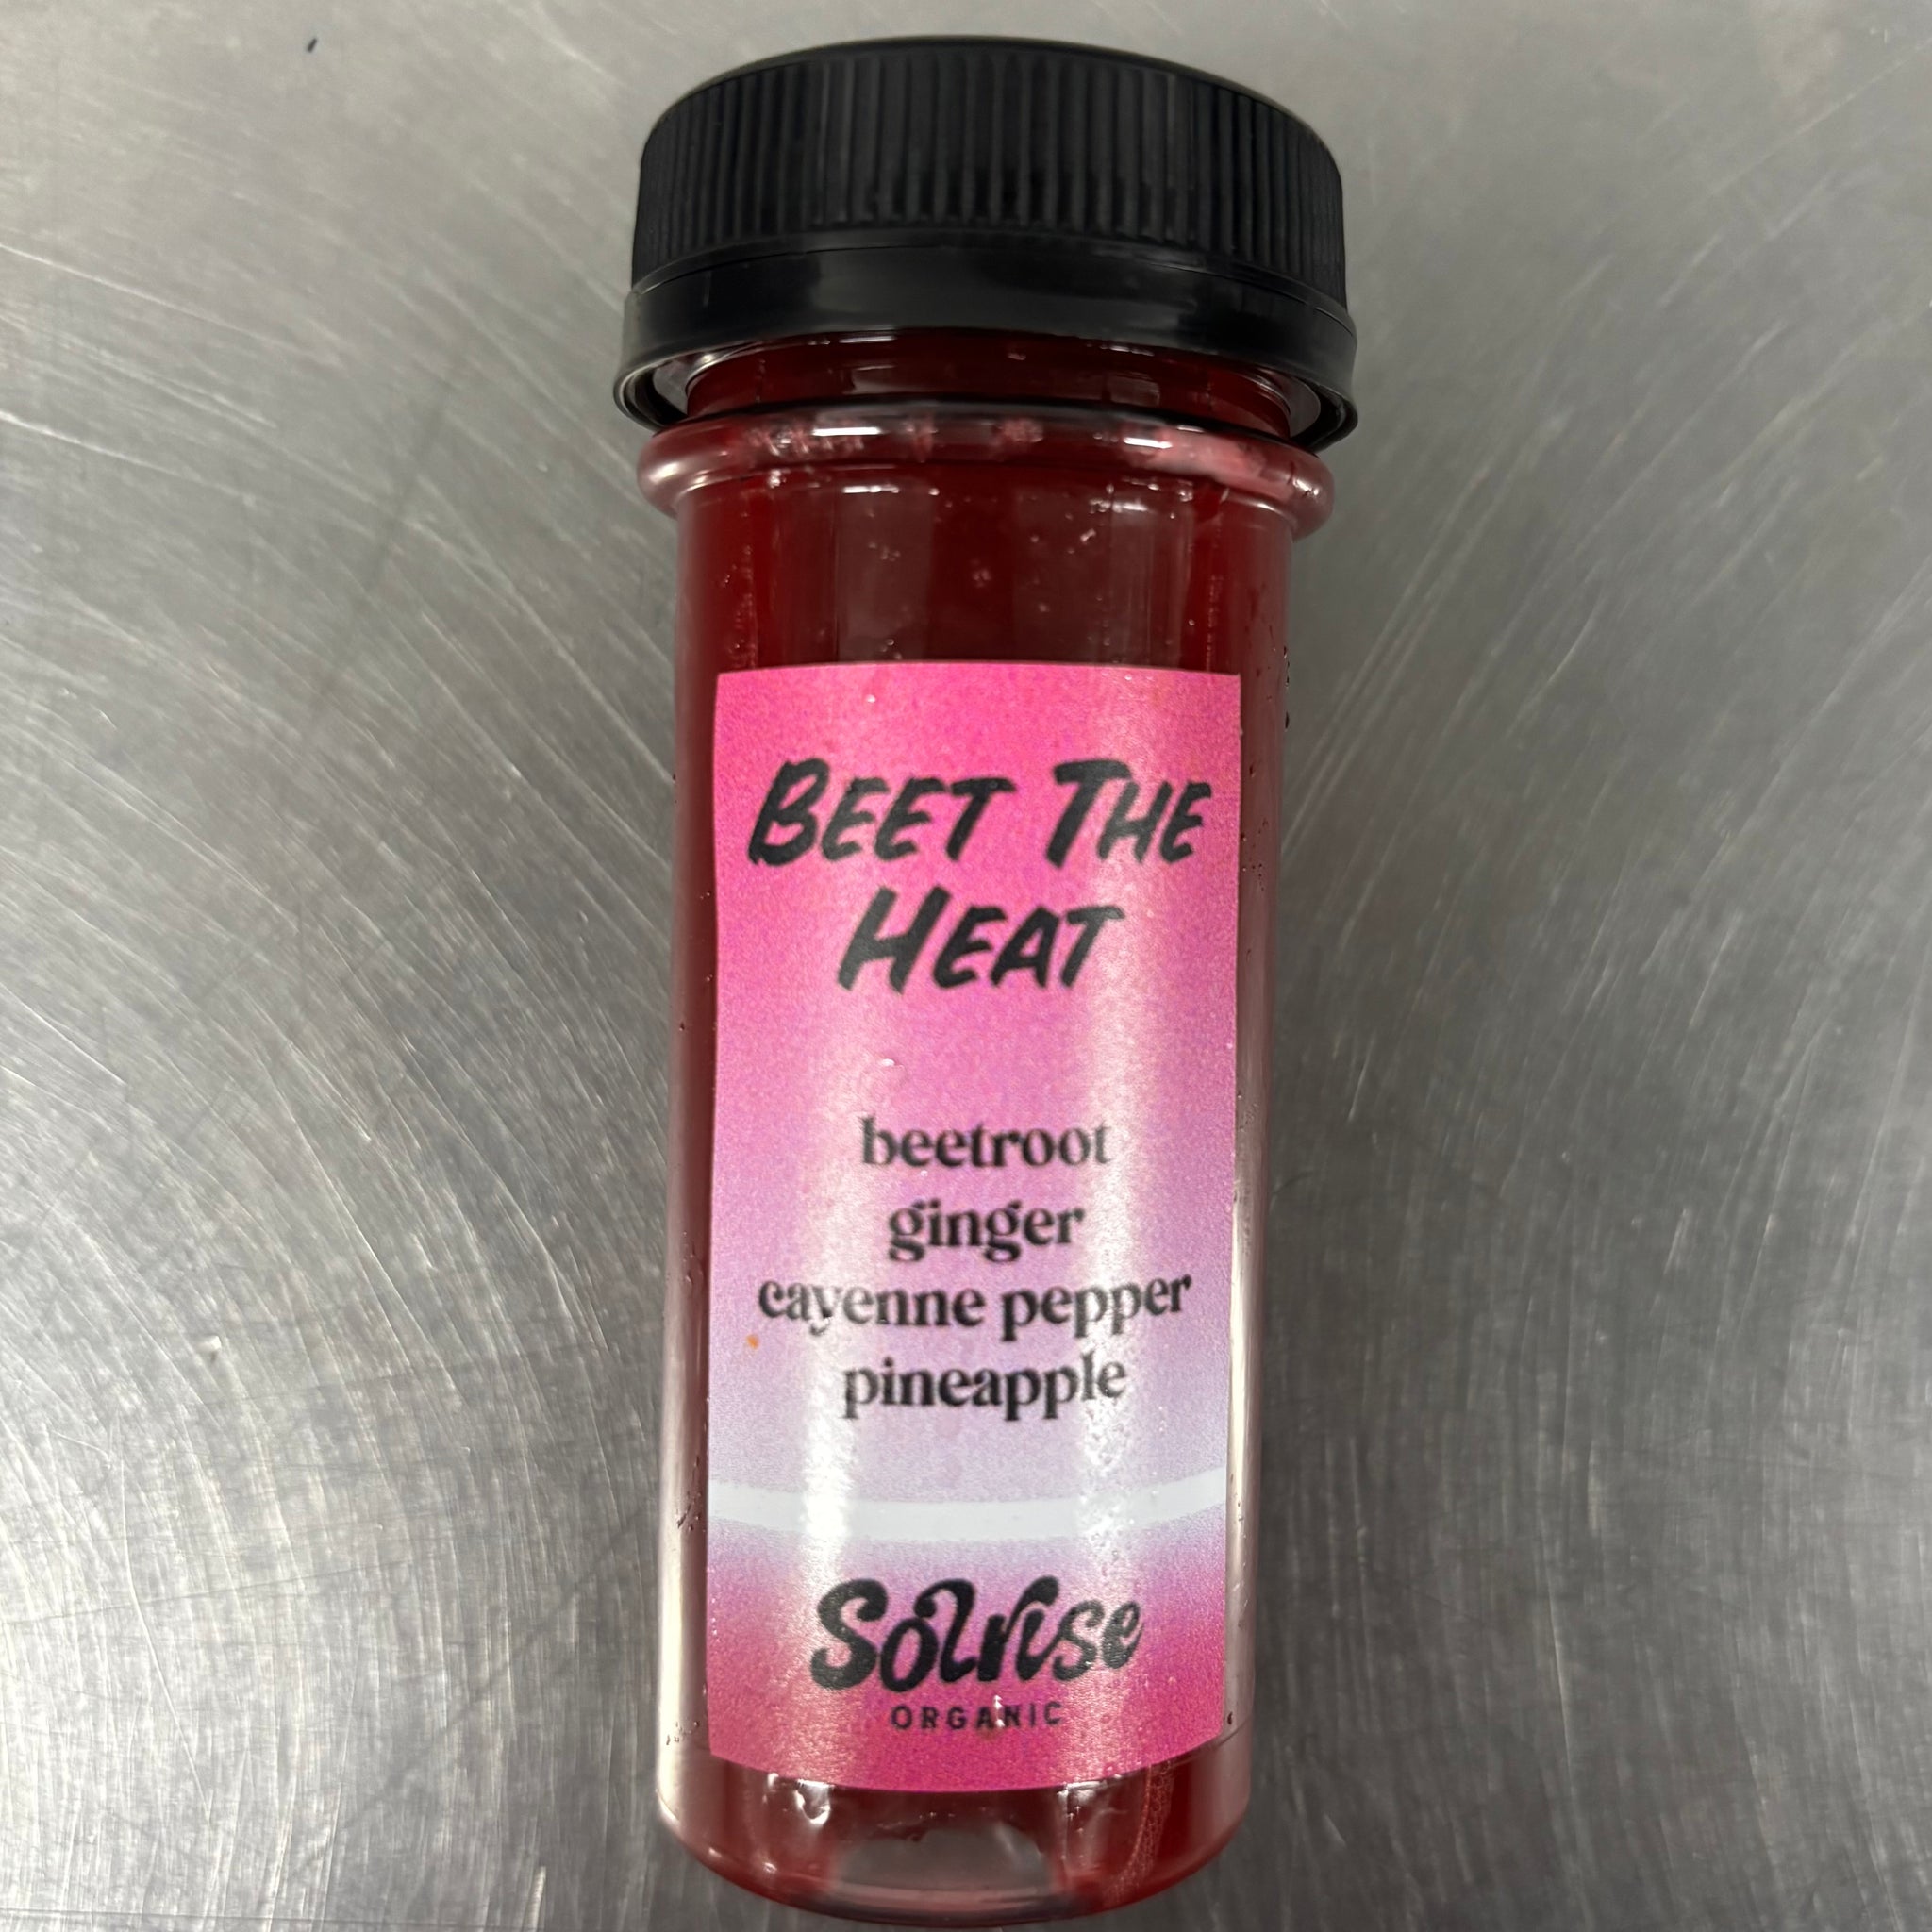 BEET THE
HEAT
beetroot
ginger
cayenne pepper
pineapple
Solrise
ORGANIC